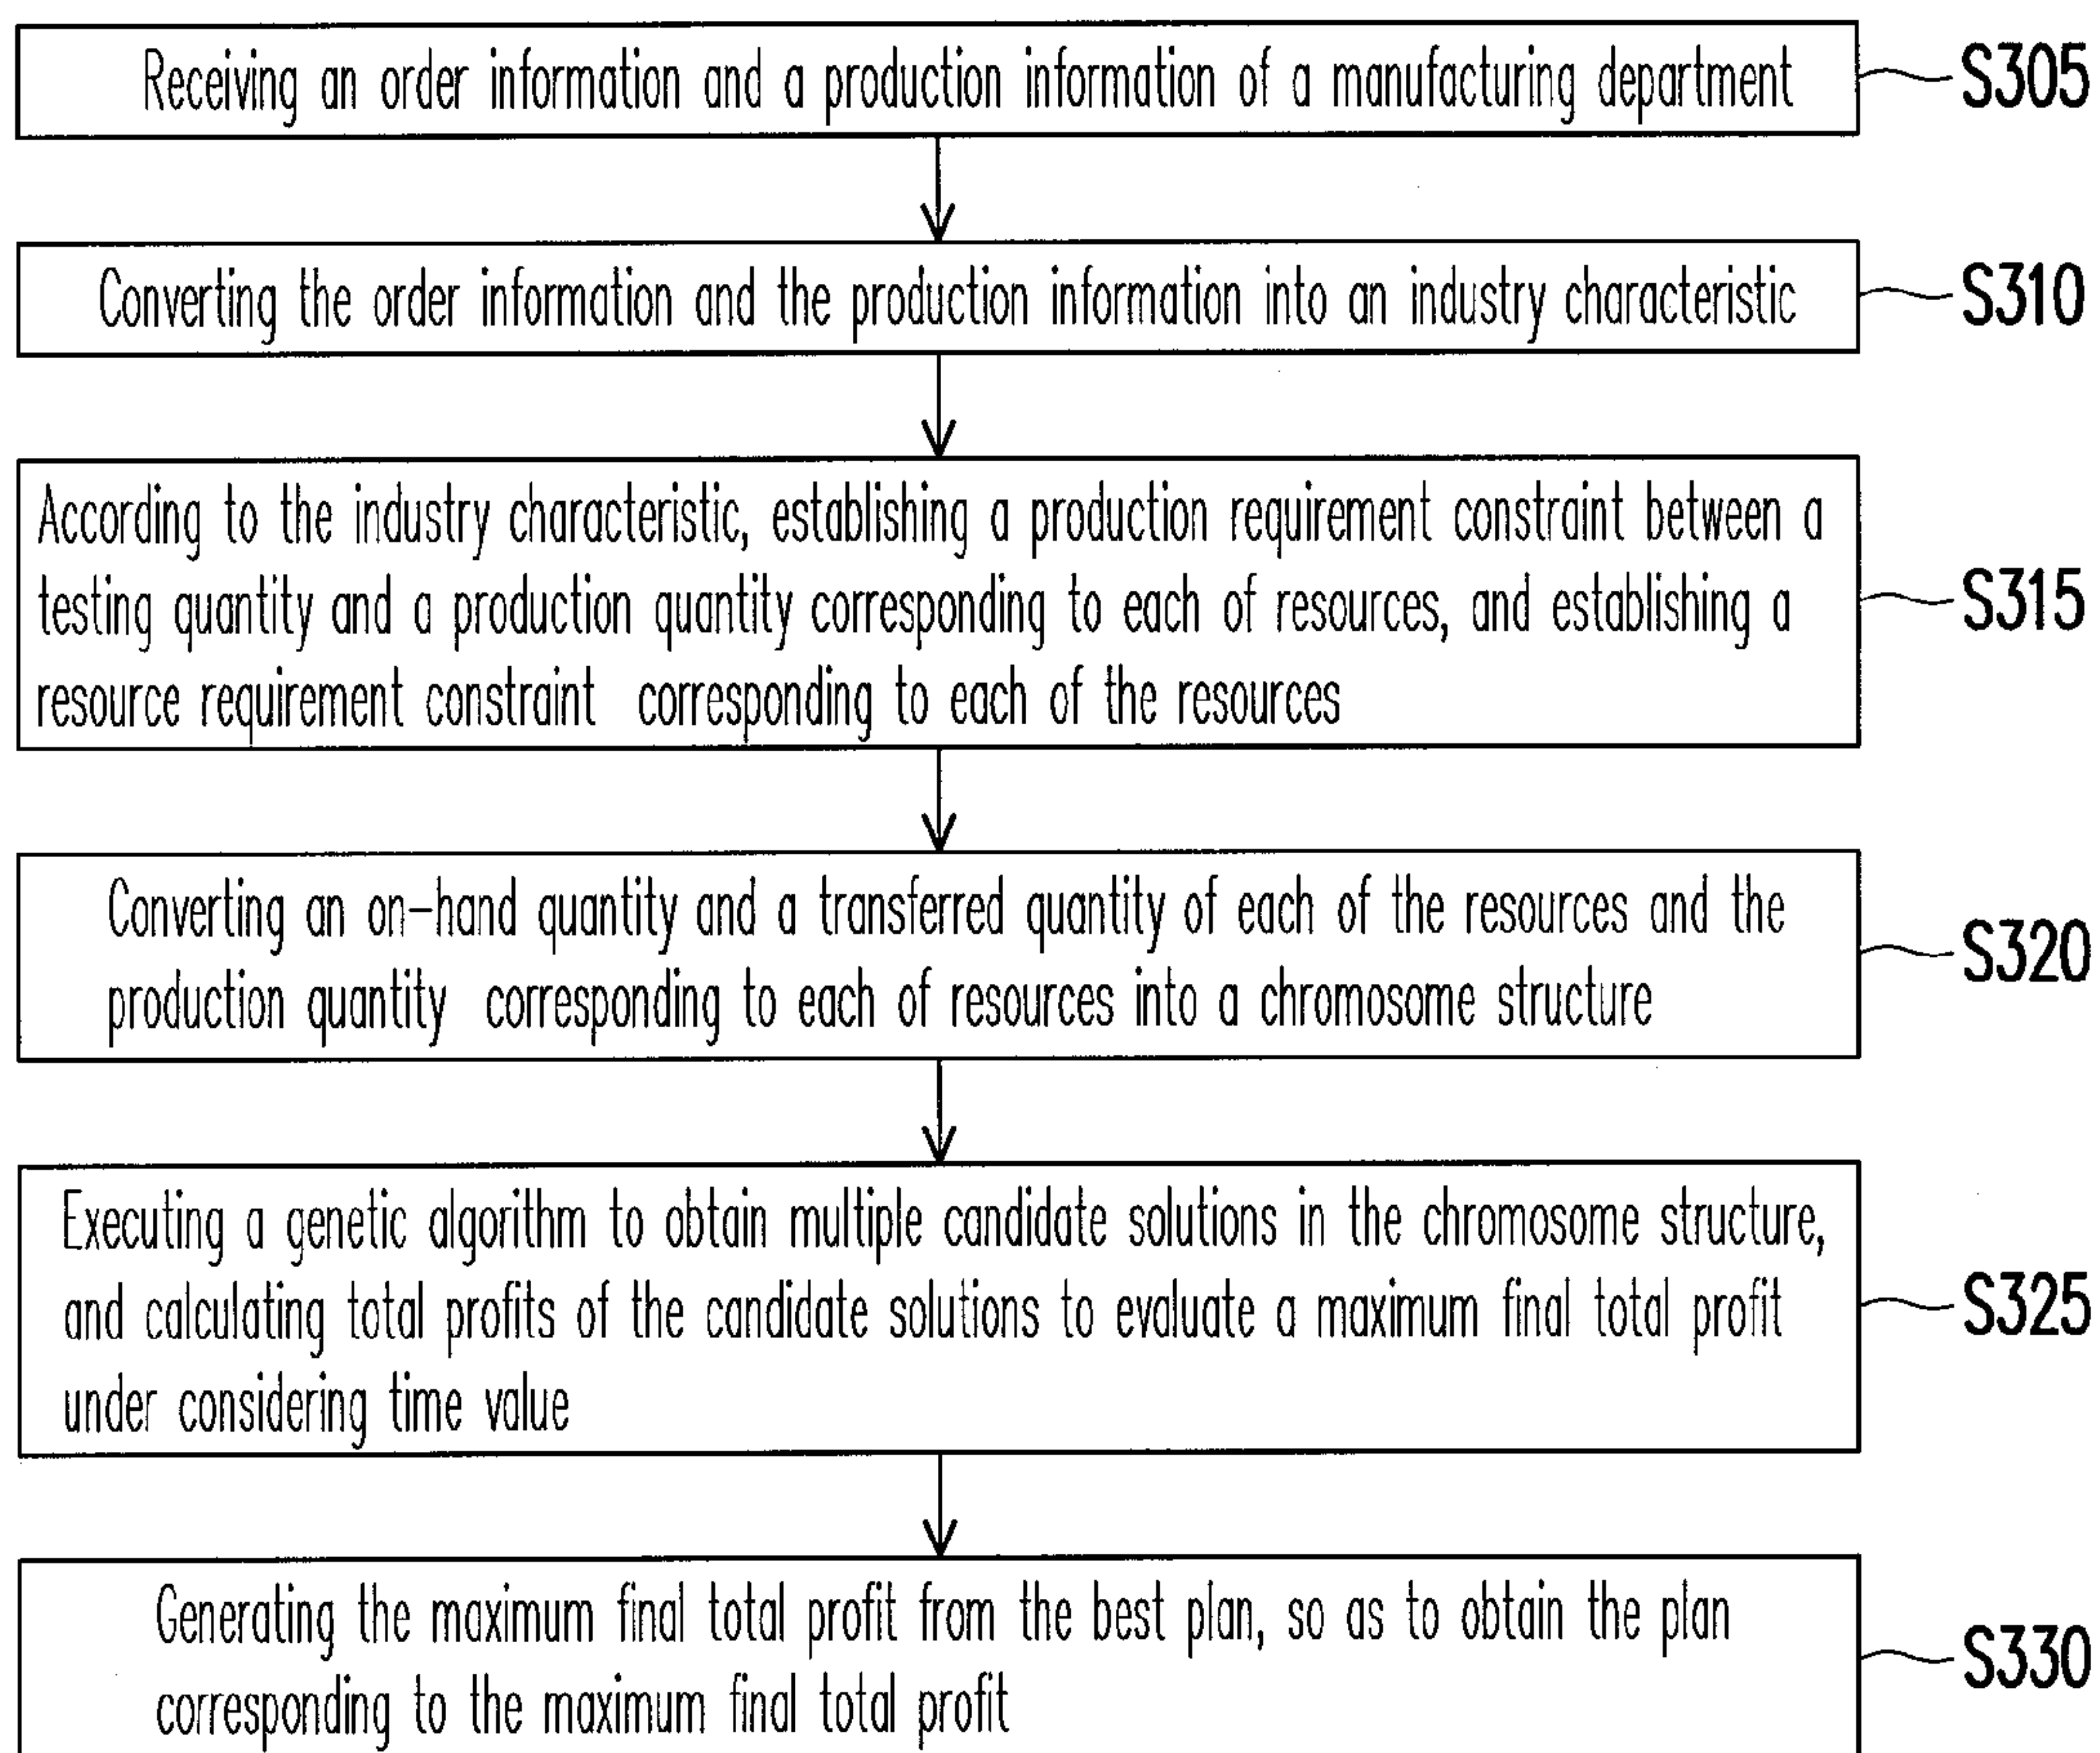 Receiving an order information and a production information of a manufacturing department
S305
Converting the order information and the production information into an industry characteristic
S310
According to the industry characteristic, establishing a production requirement constraint between a
testing quantity and a production quantity corresponding to each of resources, and establishing a
resource requirement constraint corresponding to each of the resources
S315
Converting an on-hand quantity and a transferred quantity of each of the resources and the
production quantity corresponding to each of resources into a chromosome structure
S320
Executing a genetic algorithm to obtain multiple candidate solutions in the chromosome structure,
and calculating total profits of the candidate solutions to evaluate a maximum final total profit
under considering time value
S325
Generating the maximum final total profit from the best plan, so as to obtain the plan
corresponding to the maximum final total profit
S330